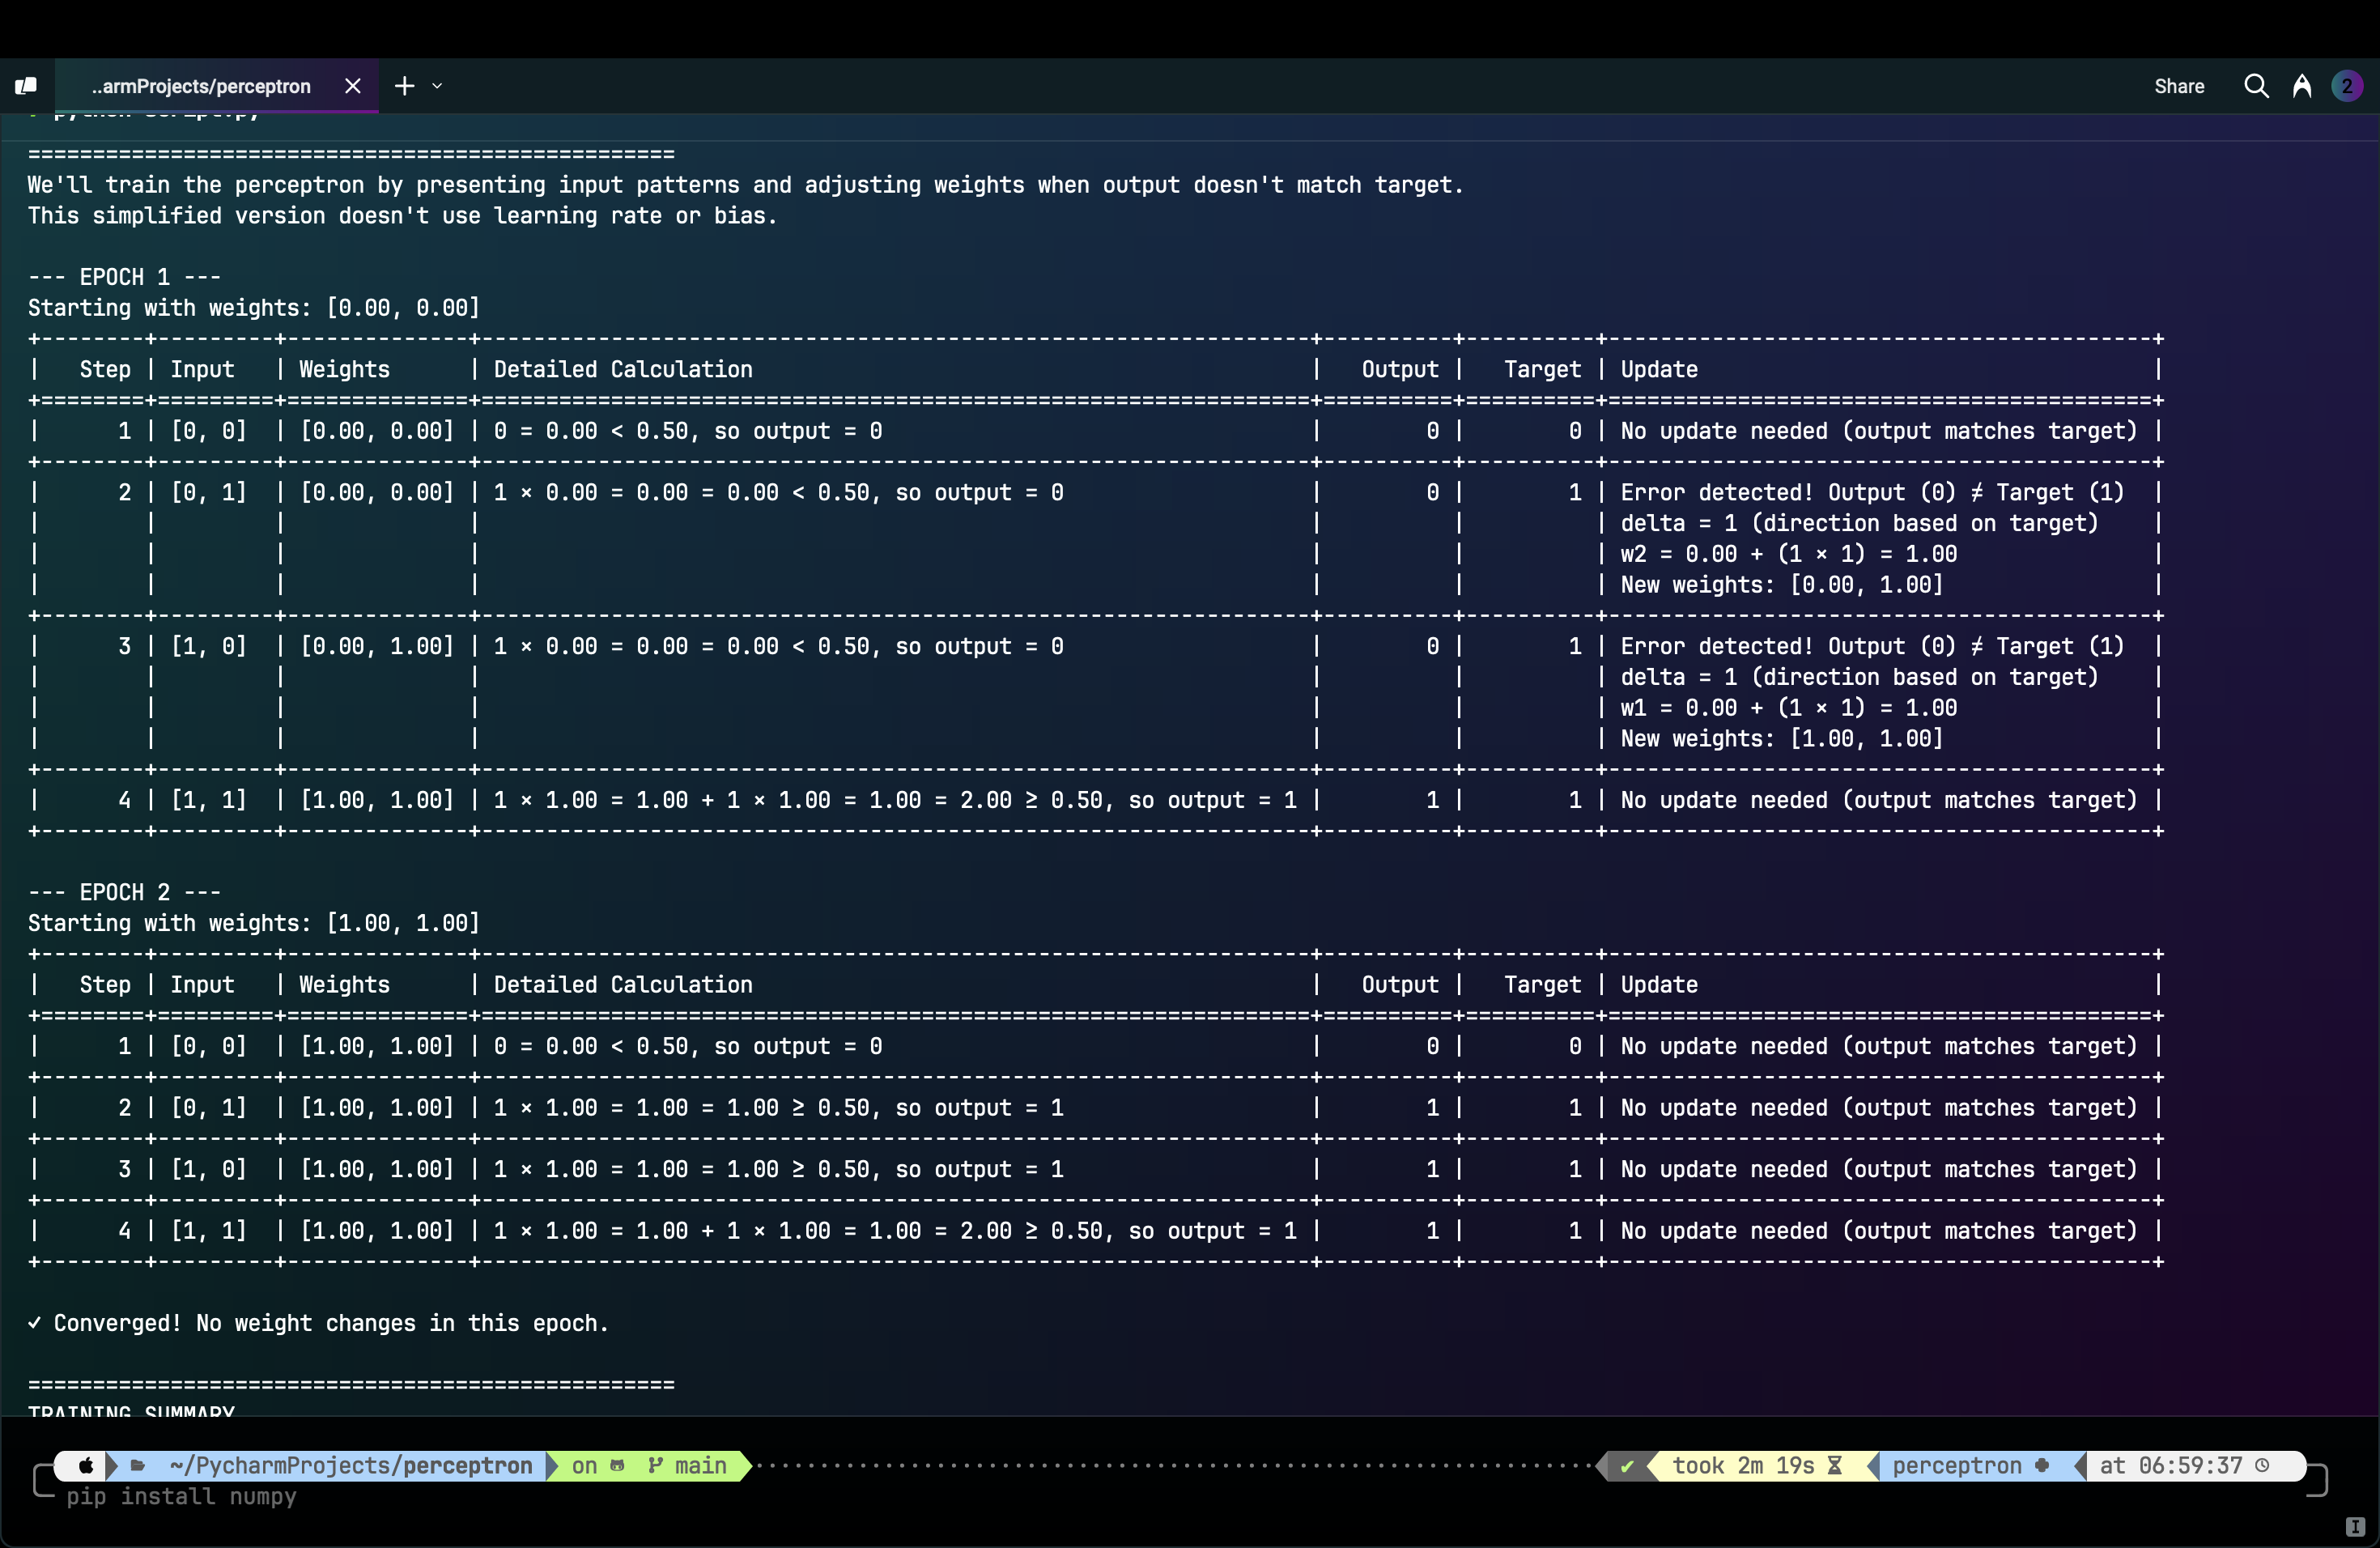 ..armProjects/perceptron
Share
2
python script.py
==================================================
We'll train the perceptron by presenting input patterns and adjusting weights when output doesn't match target.
This simplified version doesn't use learning rate or bias.
--- EPOCH 1 ---
Starting with weights: [0.00, 0.00]
+--------+---------+--------------+----------------------------------------------------------------+----------+----------+------------------------------------------+
|   Step | Input   | Weights      | Detailed Calculation                                           |   Output |   Target | Update                                   |
+========+=========+==============+================================================================+==========+==========+==========================================+
|      1 | [0, 0]  | [0.00, 0.00] | 0 = 0.00 < 0.50, so output = 0                                 |        0 |        0 | No update needed (output matches target) |
+--------+---------+--------------+----------------------------------------------------------------+----------+----------+------------------------------------------+
|      2 | [0, 1]  | [0.00, 0.00] | 1 × 0.00 = 0.00 = 0.00 < 0.50, so output = 0                   |        0 |        1 | Error detected! Output (0) ≠ Target (1)  |
|        |         |              |                                                                |          |          | delta = 1 (direction based on target)    |
|        |         |              |                                                                |          |          | w2 = 0.00 + (1 × 1) = 1.00               |
|        |         |              |                                                                |          |          | New weights: [0.00, 1.00]                |
+--------+---------+--------------+----------------------------------------------------------------+----------+----------+------------------------------------------+
|      3 | [1, 0]  | [0.00, 1.00] | 1 × 0.00 = 0.00 = 0.00 < 0.50, so output = 0                   |        0 |        1 | Error detected! Output (0) ≠ Target (1)  |
|        |         |              |                                                                |          |          | delta = 1 (direction based on target)    |
|        |         |              |                                                                |          |          | w1 = 0.00 + (1 × 1) = 1.00               |
|        |         |              |                                                                |          |          | New weights: [1.00, 1.00]                |
+--------+---------+--------------+----------------------------------------------------------------+----------+----------+------------------------------------------+
|      4 | [1, 1]  | [1.00, 1.00] | 1 × 1.00 = 1.00 + 1 × 1.00 = 1.00 = 2.00 ≥ 0.50, so output = 1 |        1 |        1 | No update needed (output matches target) |
+--------+---------+--------------+----------------------------------------------------------------+----------+----------+------------------------------------------+
--- EPOCH 2 ---
Starting with weights: [1.00, 1.00]
+--------+---------+--------------+----------------------------------------------------------------+----------+----------+------------------------------------------+
|   Step | Input   | Weights      | Detailed Calculation                                           |   Output |   Target | Update                                   |
+========+=========+==============+================================================================+==========+==========+==========================================+
|      1 | [0, 0]  | [1.00, 1.00] | 0 = 0.00 < 0.50, so output = 0                                 |        0 |        0 | No update needed (output matches target) |
+--------+---------+--------------+----------------------------------------------------------------+----------+----------+------------------------------------------+
|      2 | [0, 1]  | [1.00, 1.00] | 1 × 1.00 = 1.00 = 1.00 ≥ 0.50, so output = 1                   |        1 |        1 | No update needed (output matches target) |
+--------+---------+--------------+----------------------------------------------------------------+----------+----------+------------------------------------------+
|      3 | [1, 0]  | [1.00, 1.00] | 1 × 1.00 = 1.00 = 1.00 ≥ 0.50, so output = 1                   |        1 |        1 | No update needed (output matches target) |
+--------+---------+--------------+----------------------------------------------------------------+----------+----------+------------------------------------------+
|      4 | [1, 1]  | [1.00, 1.00] | 1 × 1.00 = 1.00 + 1 × 1.00 = 1.00 = 2.00 ≥ 0.50, so output = 1 |        1 |        1 | No update needed (output matches target) |
+--------+---------+--------------+----------------------------------------------------------------+----------+----------+------------------------------------------+
✓ Converged! No weight changes in this epoch.
==================================================
TRAINING SUMMARY
~/PycharmProjects/perceptron on main ✔ took 2m 19s perceptron at 06:59:37
pip install numpy